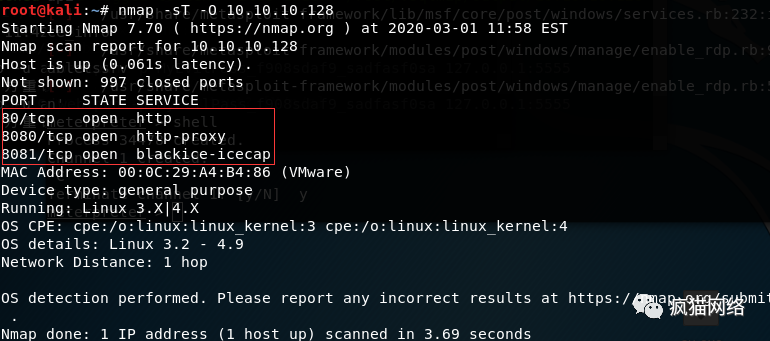 root@kali:~# nmap -sT -O 10.10.10.128
Starting Nmap 7.70 ( https://nmap.org ) at 2020-03-01 11:58 EST
Nmap scan report for 10.10.10.128
Host is up (0.061s latency).
Not shown: 997 closed ports
PORT     STATE SERVICE
80/tcp   open  http
8080/tcp open  http-proxy
8081/tcp open  blackice-icecap
MAC Address: 00:0C:29:A4:B4:86 (VMware)
Device type: general purpose
Running: Linux 3.X|4.X
OS CPE: cpe:/o:linux:linux_kernel:3 cpe:/o:linux:linux_kernel:4
OS details: Linux 3.2 - 4.9
Network Distance: 1 hop
OS detection performed. Please report any incorrect results at https://nmap.org/submit
.
疯猫网络
Nmap done: 1 IP address (1 host up) scanned in 3.69 seconds